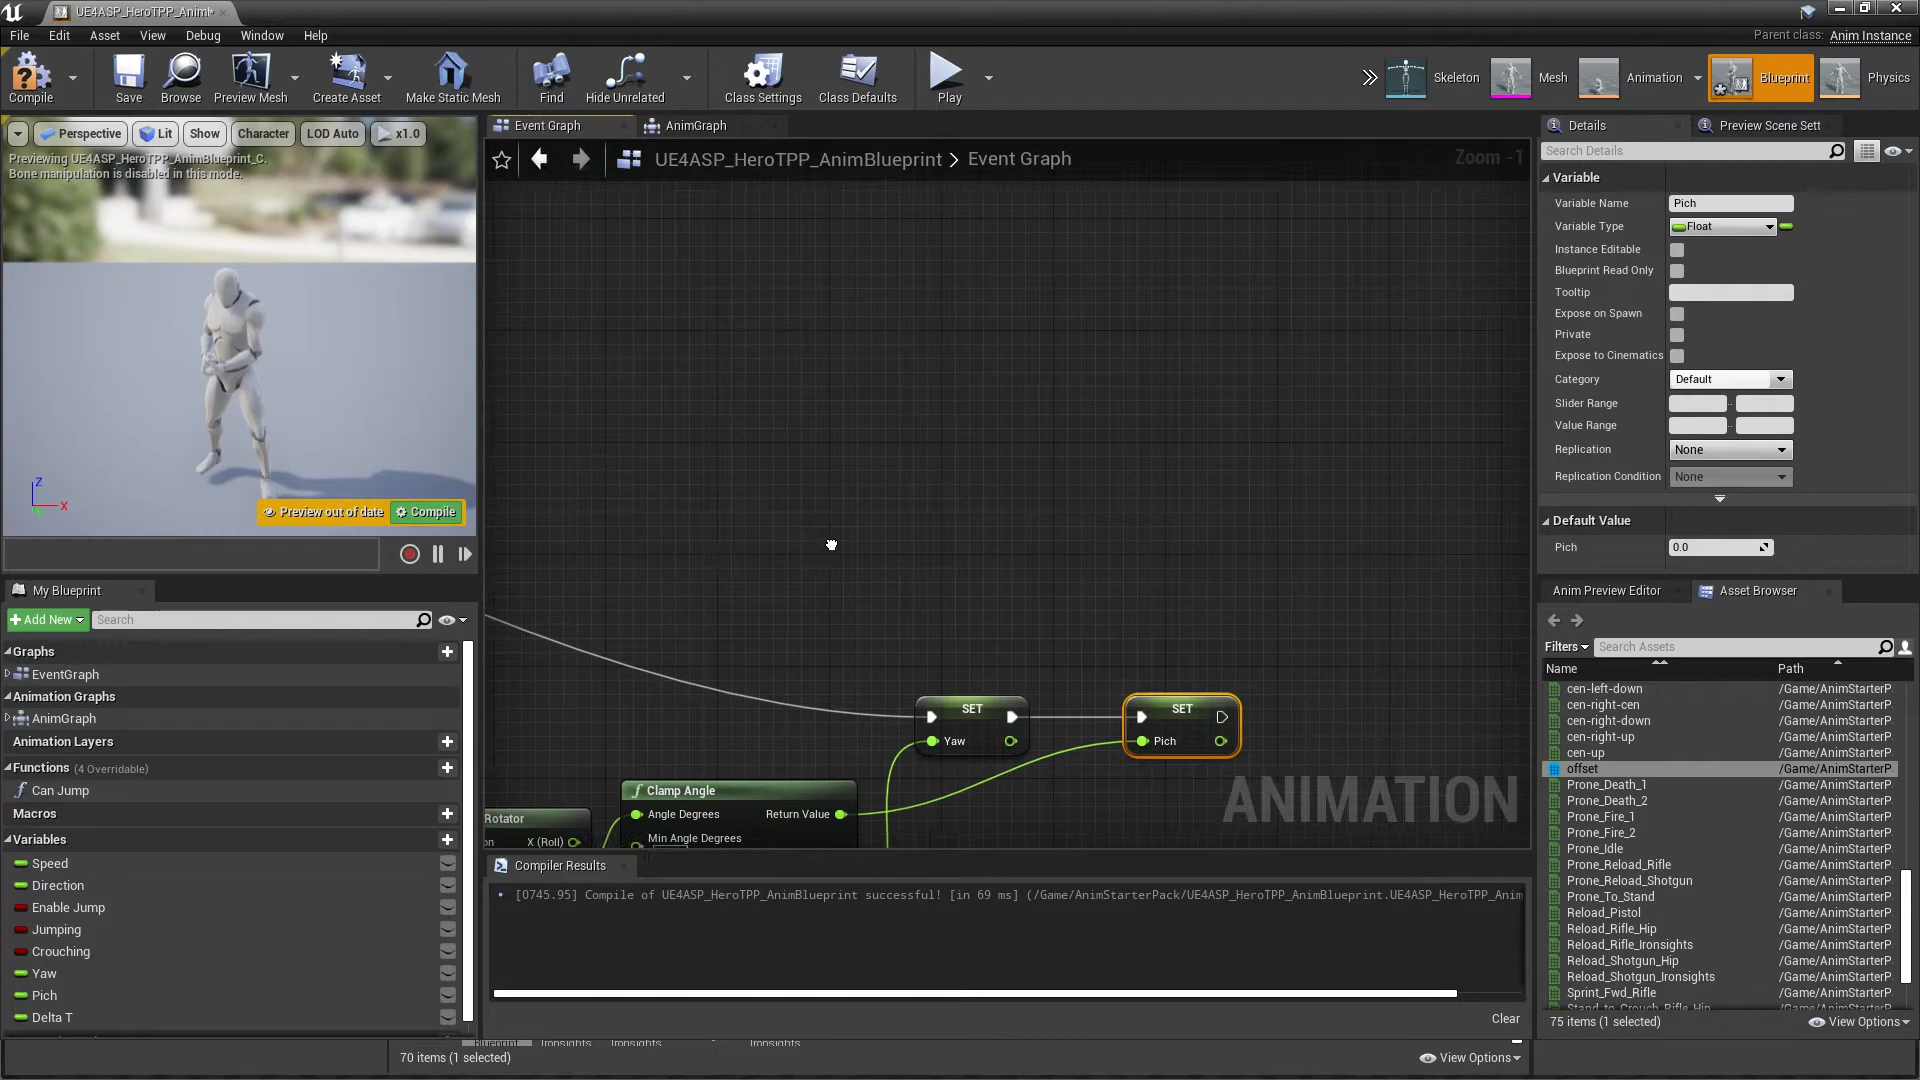 UE4ASP_HeroTPP_AnimBl*
File Edit Asset View Debug Window Help
Parent class: Anim Instance
Compile Save Browse Preview Mesh Create Asset Make Static Mesh Find Hide Unrelated Class Settings Class Defaults Play Skeleton Mesh Animation Blueprint Physics
Perspective Lit Show Character LOD Auto x1.0
Previewing UE4ASP_HeroTPP_AnimBlueprint_C.
Bone manipulation is disabled in this mode.
Z
X
Preview out of date Compile
My Blueprint
Add New Search
Graphs
EventGraph
Animation Graphs
AnimGraph
Animation Layers
Functions (4 Overridable)
Can Jump
Macros
Variables
Speed
Direction
Enable Jump
Jumping
Crouching
Yaw
Pich
Delta T
Event Graph AnimGraph
UE4ASP_HeroTPP_AnimBlueprint > Event Graph
Zoom -1
SET SET
Yaw Pich
Clamp Angle
Angle Degrees Return Value
Min Angle Degrees
Rotator
X (Roll)
ANIMATION
Compiler Results
[0745.95] Compile of UE4ASP_HeroTPP_AnimBlueprint successful! [in 69 ms] (/Game/AnimStarterPack/UE4ASP_HeroTPP_AnimBlueprint.UE4ASP_HeroTPP_Anim
Clear
70 items (1 selected) View Options
Details Preview Scene Sett
Search Details
Variable
Variable Name Pich
Variable Type Float
Instance Editable
Blueprint Read Only
Tooltip
Expose on Spawn
Private
Expose to Cinematics
Category Default
Slider Range
Value Range
Replication None
Replication Condition None
Default Value
Pich 0.0
Anim Preview Editor Asset Browser
Filters Search Assets
Name Path
cen-left-down /Game/AnimStarterP
cen-right-cen /Game/AnimStarterP
cen-right-down /Game/AnimStarterP
cen-right-up /Game/AnimStarterP
cen-up /Game/AnimStarterP
offset /Game/AnimStarterP
Prone_Death_1 /Game/AnimStarterP
Prone_Death_2 /Game/AnimStarterP
Prone_Fire_1 /Game/AnimStarterP
Prone_Fire_2 /Game/AnimStarterP
Prone_Idle /Game/AnimStarterP
Prone_Reload_Rifle /Game/AnimStarterP
Prone_Reload_Shotgun /Game/AnimStarterP
Prone_To_Stand /Game/AnimStarterP
Reload_Pistol /Game/AnimStarterP
Reload_Rifle_Hip /Game/AnimStarterP
Reload_Rifle_Ironsights /Game/AnimStarterP
Reload_Shotgun_Hip /Game/AnimStarterP
Reload_Shotgun_Ironsights /Game/AnimStarterP
Sprint_Fwd_Rifle /Game/AnimStarterP
75 items (1 selected) View Options